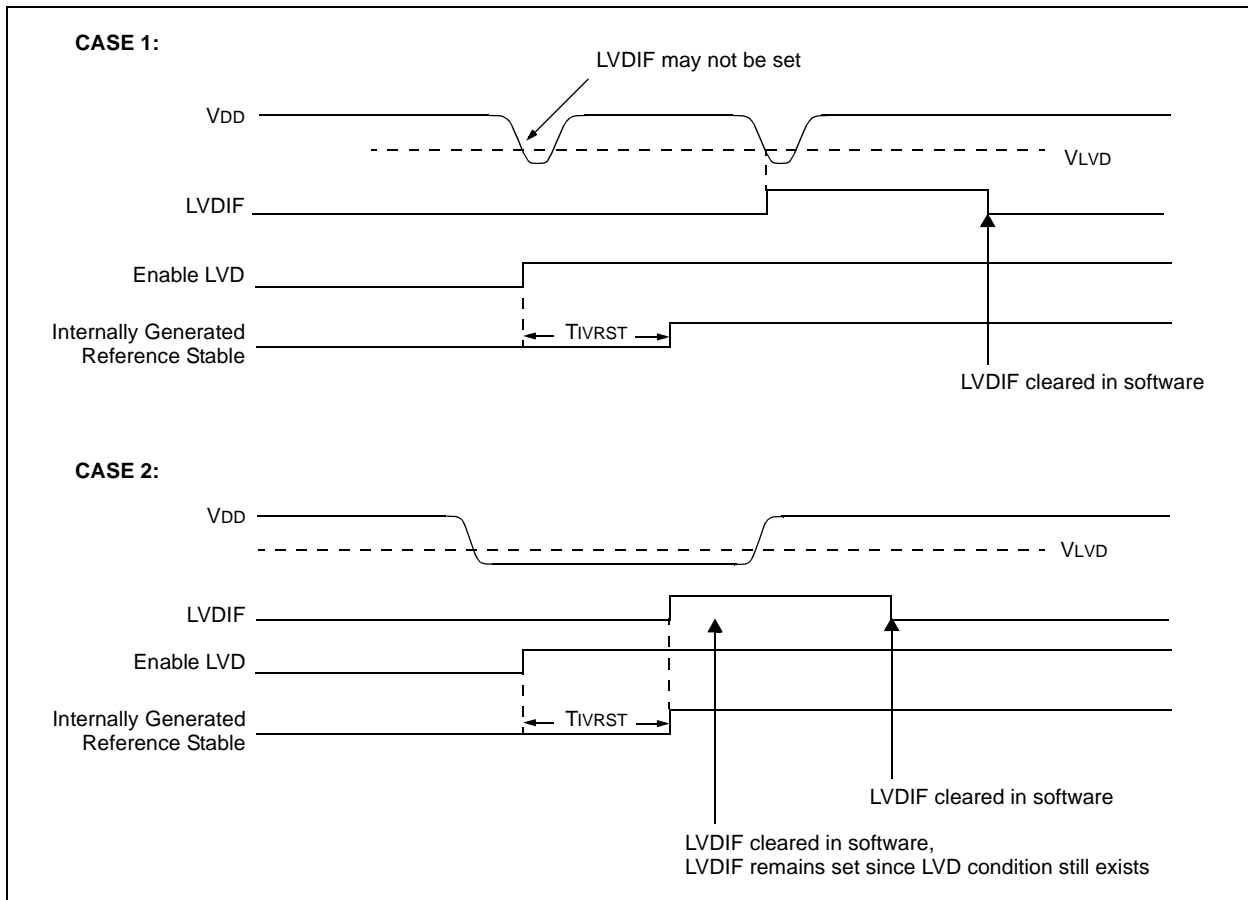 CASE 1:
LVDIF may not be set
VDD
VLVD
LVDIF
Enable LVD
Internally Generated
Reference Stable
TIVRST
LVDIF cleared in software
CASE 2:
VDD
VLVD
LVDIF
Enable LVD
Internally Generated
Reference Stable
TIVRST
LVDIF cleared in software
LVDIF cleared in software,
LVDIF remains set since LVD condition still exists